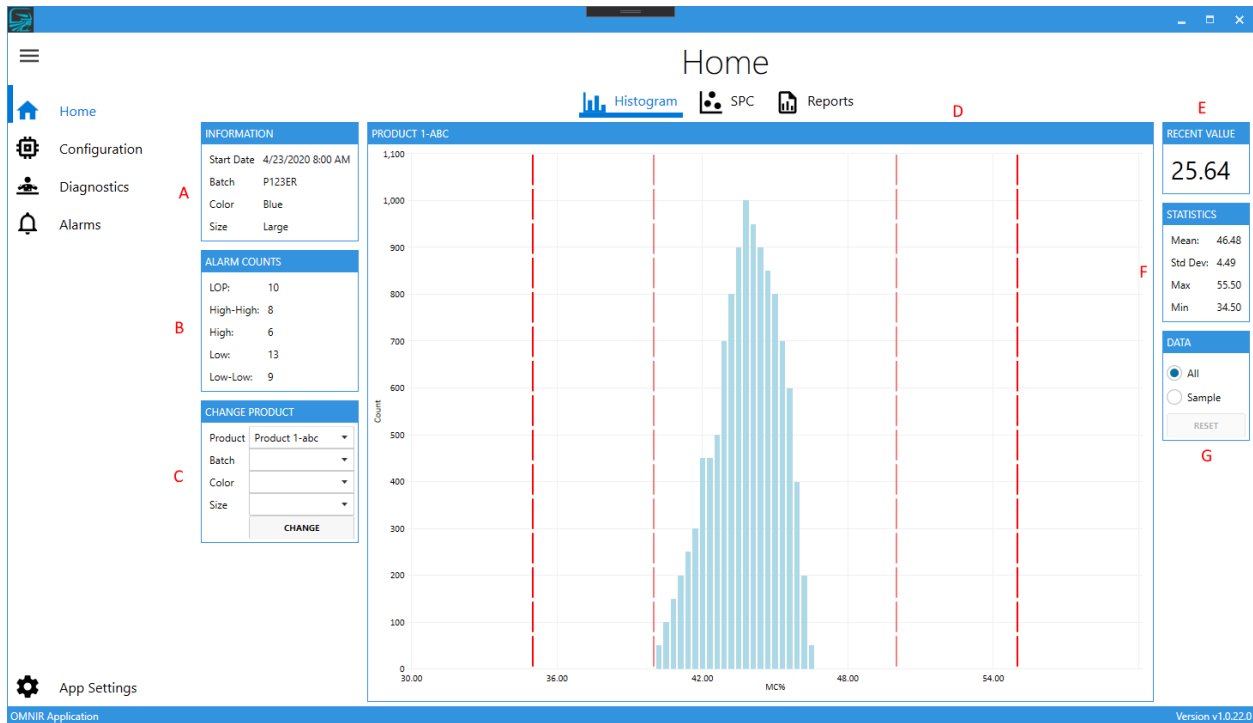 Home
Histogram
SPC
Reports
Home
Configuration
Diagnostics
Alarms
App Settings
A
INFORMATION
Start Date 4/23/2020 8:00 AM
Batch P123ER
Color Blue
Size Large
B
ALARM COUNTS
LOP: 10
High-High: 8
High: 6
Low: 13
Low-Low: 9
C
CHANGE PRODUCT
Product Product 1-abc
Batch
Color
Size
CHANGE
D
PRODUCT 1-ABC
1,100
1,000
900
800
700
600
500
400
300
200
100
0
Count
30.00 36.00 42.00 48.00 54.00
MC%
E
RECENT VALUE
25.64
F
STATISTICS
Mean: 46.48
Std Dev: 4.49
Max 55.50
Min 34.50
DATA
All
Sample
RESET
G
OMNIR Application
Version v1.0.22.0